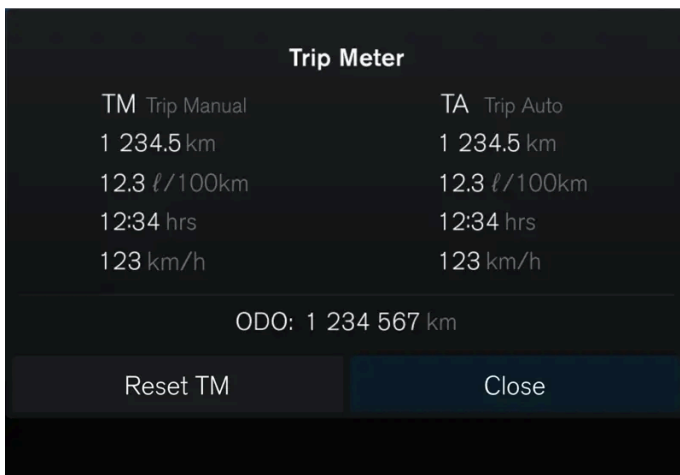 Trip Meter
TM Trip Manual
1 234.5 km
12.3 ℓ/100km
12:34 hrs
123 km/h
TA Trip Auto
1 234.5 km
12.3 ℓ/100km
12:34 hrs
123 km/h
ODO: 1 234 567 km
Reset TM
Close